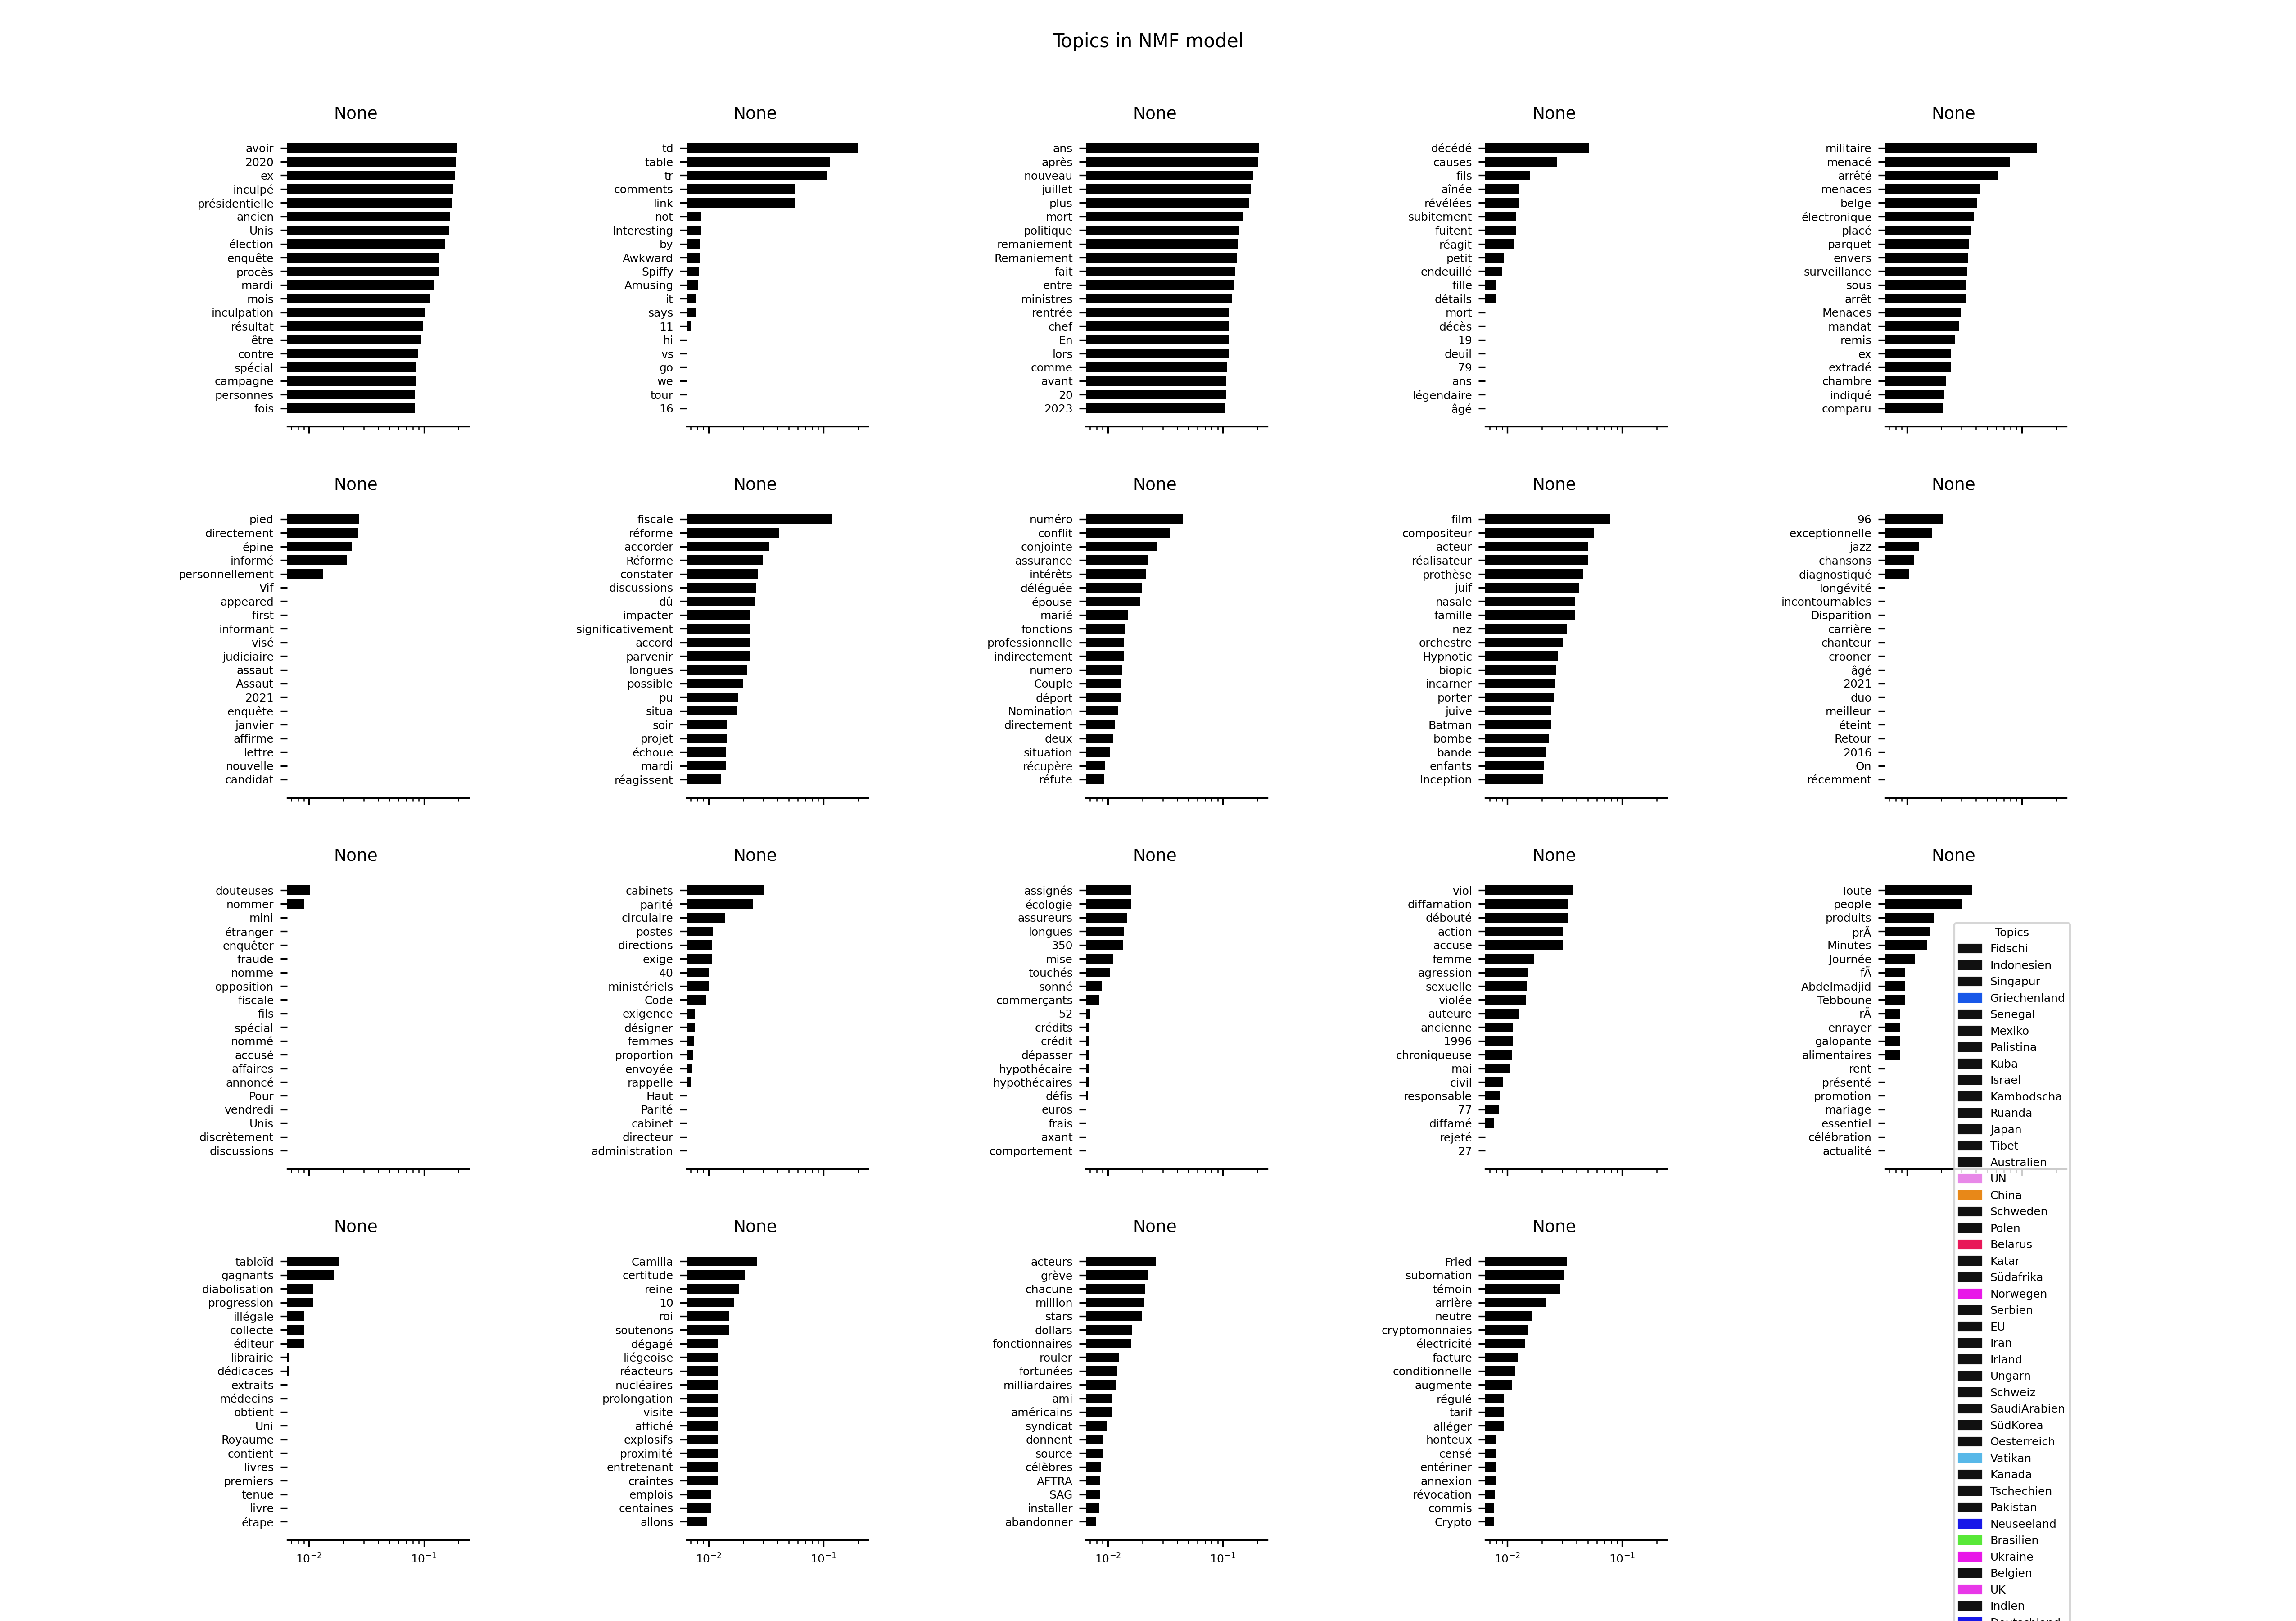 Topics in NMF model
None
avoir
2020
ex
inculpé
présidentielle
ancien
Unis
élection
enquête
procès
mardi
mois
inculpation
résultat
être
contre
spécial
campagne
personnes
fois
None
td
table
tr
comments
link
not
Interesting
by
Awkward
Spiffy
Amusing
it
says
11
hi
vs
go
we
tour
16
None
ans
après
nouveau
juillet
plus
mort
politique
remaniement
Remaniement
fait
entre
ministres
rentrée
chef
En
lors
comme
avant
20
2023
None
décédé
causes
fils
aînée
révélées
subitement
fuitent
réagit
petit
endeuillé
fille
détails
mort
décès
19
deuil
79
ans
légendaire
âgé
None
militaire
menacé
arrêté
menaces
belge
électronique
placé
parquet
envers
surveillance
sous
arrêt
Menaces
mandat
remis
ex
extradé
chambre
indiqué
comparu
None
pied
directement
épine
informé
personnellement
Vif
appeared
first
informant
visé
judiciaire
assaut
Assaut
2021
enquête
janvier
affirme
lettre
nouvelle
candidat
None
fiscale
réforme
accorder
Réforme
constater
discussions
dû
impacter
significativement
accord
parvenir
longues
possible
pu
situa
soir
projet
échoue
mardi
réagissent
None
numéro
conflit
conjointe
assurance
intérêts
déléguée
épouse
marié
fonctions
professionnelle
indirectement
numero
Couple
déport
Nomination
directement
deux
situation
récupère
réfute
None
film
compositeur
acteur
réalisateur
prothèse
juif
nasale
famille
nez
orchestre
Hypnotic
biopic
incarner
porter
juive
Batman
bombe
bande
enfants
Inception
None
96
exceptionnelle
jazz
chansons
diagnostiqué
longévité
incontournables
Disparition
carrière
chanteur
crooner
âgé
2021
duo
meilleur
éteint
Retour
2016
On
récemment
None
douteuses
nommer
mini
étranger
enquêter
fraude
nomme
opposition
fiscale
fils
spécial
nommé
accusé
affaires
annoncé
Pour
vendredi
Unis
discrètement
discussions
None
cabinets
parité
circulaire
postes
directions
exige
40
ministériels
Code
exigence
désigner
femmes
proportion
envoyée
rappelle
Haut
Parité
cabinet
directeur
administration
None
assignés
écologie
assureurs
longues
350
mise
touchés
sonné
commerçants
52
crédits
crédit
dépasser
hypothécaire
hypothécaires
défis
euros
frais
axant
comportement
None
viol
diffamation
débouté
action
accuse
femme
agression
sexuelle
violée
auteure
ancienne
1996
chroniqueuse
mai
civil
responsable
77
diffamé
rejeté
27
None
Toute
people
produits
prÃ
Minutes
Journée
fÃ
Abdelmadjid
Tebboune
rÃ
enrayer
galopante
alimentaires
rent
présenté
promotion
mariage
essentiel
célébration
actualité
None
tabloïd
gagnants
diabolisation
progression
illégale
collecte
éditeur
librairie
dédicaces
extraits
médecins
obtient
Uni
Royaume
contient
livres
premiers
tenue
livre
étape
10⁻² 10⁻¹
None
Camilla
certitude
reine
10
roi
soutenons
dégagé
liégeoise
réacteurs
nucléaires
prolongation
visite
affiché
explosifs
proximité
entretenant
craintes
emplois
centaines
allons
10⁻² 10⁻¹
None
acteurs
grève
chacune
million
stars
dollars
fonctionnaires
rouler
fortunées
milliardaires
ami
américains
syndicat
donnent
source
célèbres
AFTRA
SAG
installer
abandonner
10⁻² 10⁻¹
None
Fried
subornation
témoin
arrière
neutre
cryptomonnaies
électricité
facture
conditionnelle
augmente
régulé
tarif
alléger
honteux
censé
entériner
annexion
révocation
commis
Crypto
10⁻² 10⁻¹
Topics
Fidschi
Indonesien
Singapur
Griechenland
Senegal
Mexiko
Palistina
Kuba
Israel
Kambodscha
Ruanda
Japan
Tibet
Australien
UN
China
Schweden
Polen
Belarus
Katar
Südafrika
Norwegen
Serbien
EU
Iran
Irland
Ungarn
Schweiz
SaudiArabien
SüdKorea
Oesterreich
Vatikan
Kanada
Tschechien
Pakistan
Neuseeland
Brasilien
Ukraine
Belgien
UK
Indien